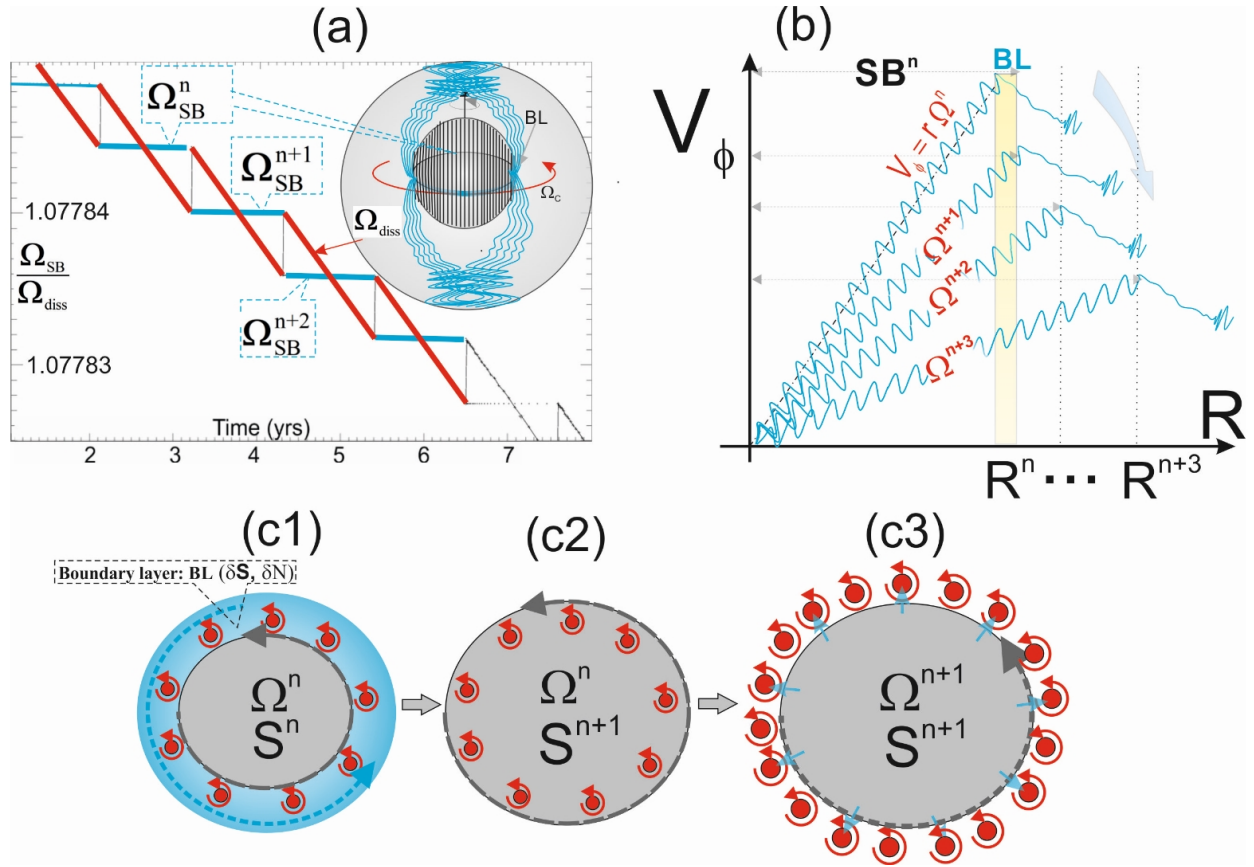 (a)
Ω^n_SB
BL
Ω^{n+1}_SB
Ω_C
1.07784
Ω_diss
Ω_SB
Ω_diss
Ω^{n+2}_SB
1.07783
Time (yrs)
2 3 4 5 6 7
(b)
SB^n BL
V_ϕ
V_ϕ = r Ω^n
Ω^{n+1}
Ω^{n+2}
Ω^{n+3}
R
R^n ... R^{n+3}
(c1) (c2) (c3)
Boundary layer: BL (δS, δN)
Ω^n Ω^n Ω^{n+1}
S^n S^{n+1} S^{n+1}